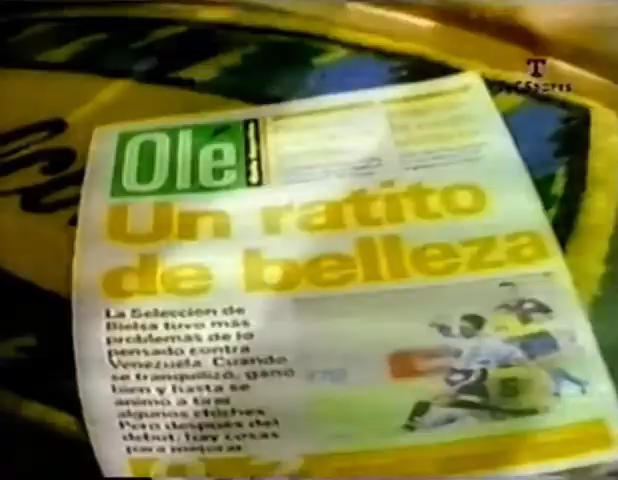 Olé
Un ratito
de belleza
La Selección de
Bielsa tuvo más
problemas de lo
pensado contra
Venezuela. Cuando
se tranquilizó, ganó
bien y hasta se
animó a tirar
algunos chiches.
Pero después del
debut, hay cosas
para mejorar